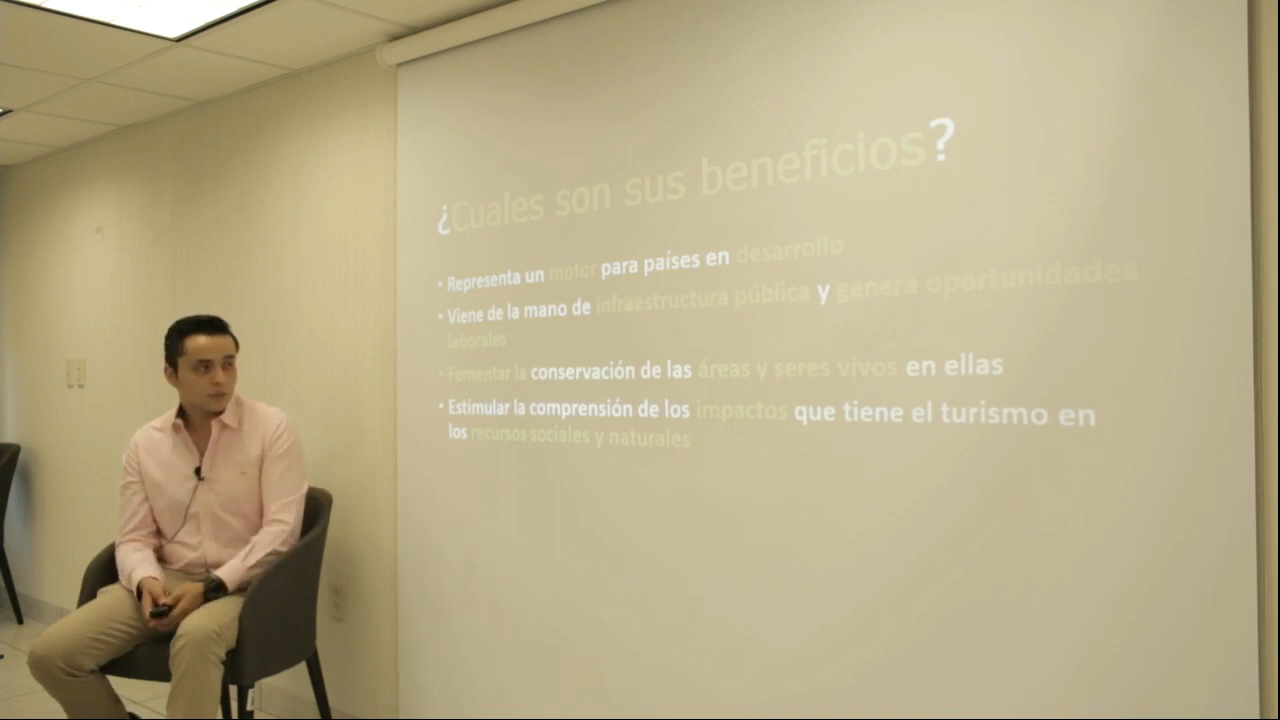 ¿Cuales son sus beneficios?
• Representa un motor para países en desarrollo
• Viene de la mano de infraestructura pública y genera oportunidades
laborales
• Fomentar la conservación de las áreas y seres vivos en ellas
• Estimular la comprensión de los impactos que tiene el turismo en
los recursos sociales y naturales